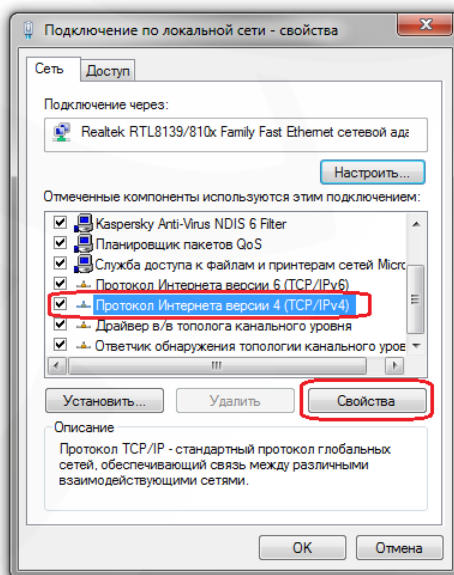 Подключение по локальной сети - свойства
Сеть Доступ
Подключение через:
Realtek RTL8139/810x Family Fast Ethernet сетевой ада
Настроить...
Отмеченные компоненты используются этим подключением:
Kaspersky Anti-Virus NDIS 6 Filter
Планировщик пакетов QoS
Служба доступа к файлам и принтерам сетей Micro
Протокол Интернета версии 6 (TCP/IPv6)
Протокол Интернета версии 4 (TCP/IPv4)
Драйвер в/в тополога канального уровня
Ответчик обнаружения топологии канального уров
Установить... Удалить Свойства
Описание
Протокол TCP/IP - стандартный протокол глобальных
сетей, обеспечивающий связь между различными
взаимодействующими сетями.
OK Отмена